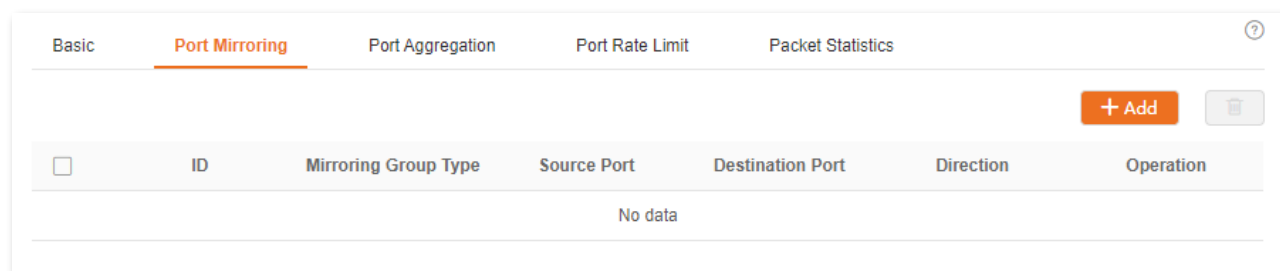 Basic Port Mirroring Port Aggregation Port Rate Limit Packet Statistics ?
+ Add
ID Mirroring Group Type Source Port Destination Port Direction Operation
No data